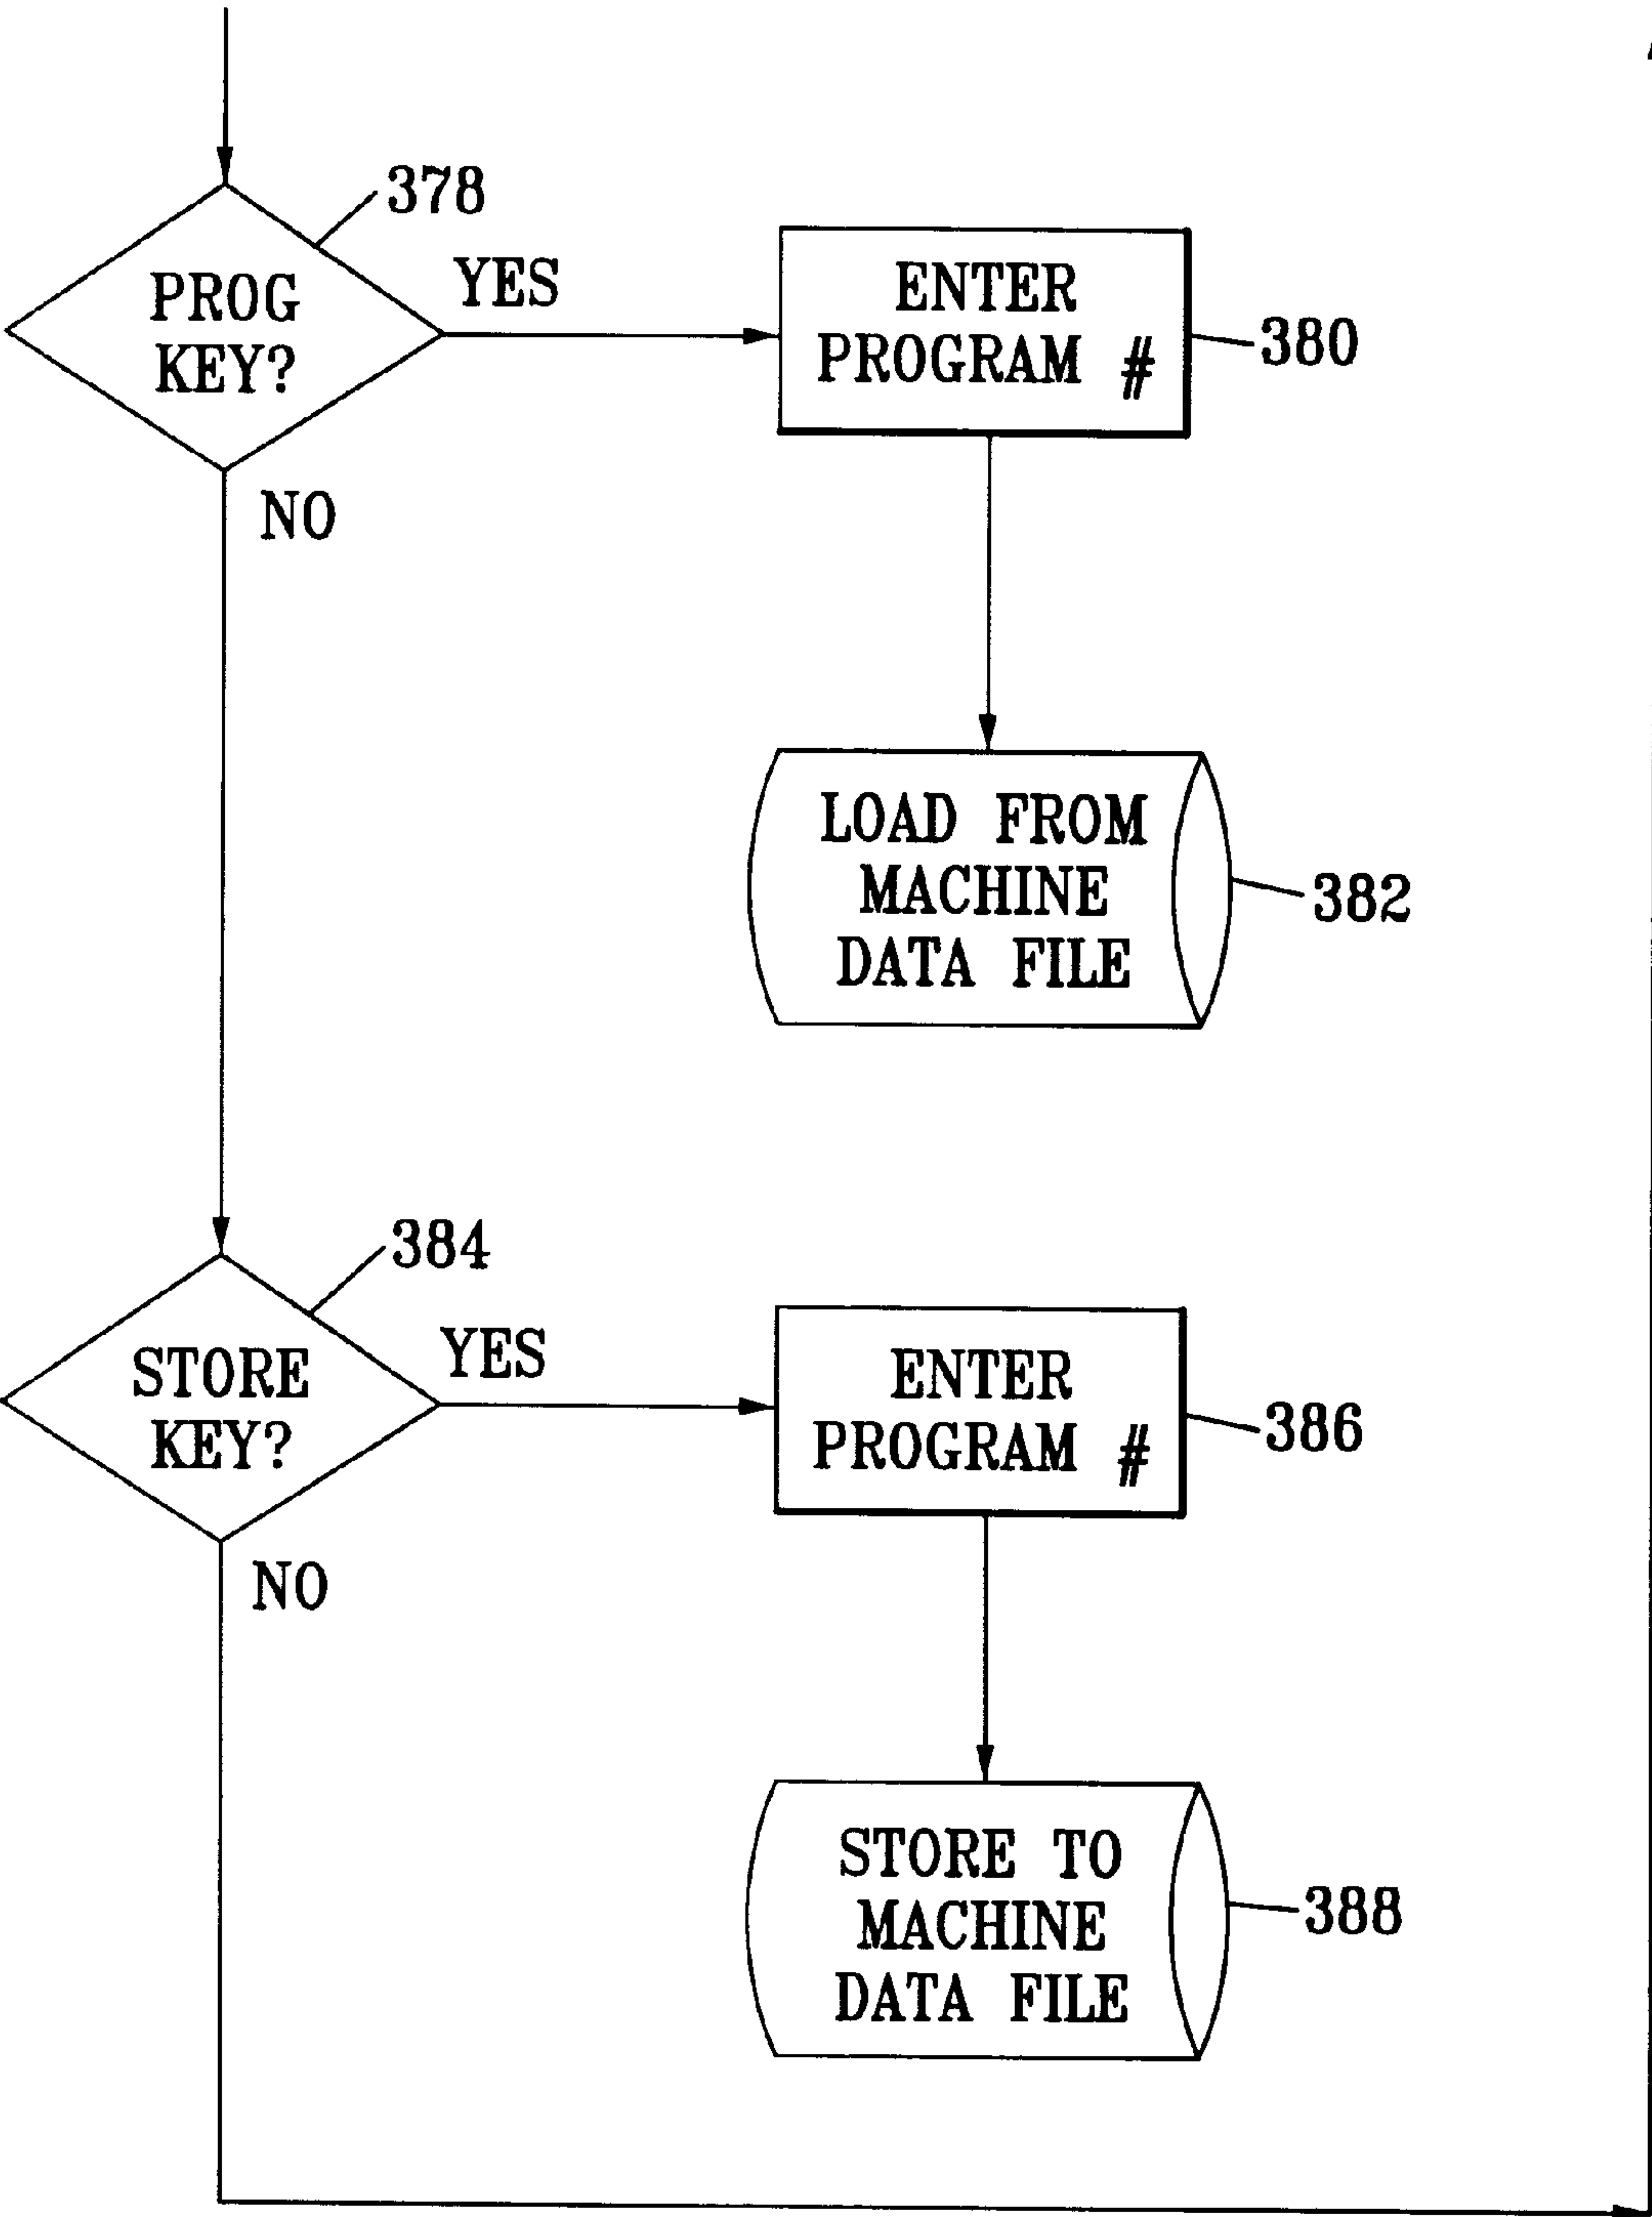 378
PROG
KEY?
YES
ENTER
PROGRAM #
380
NO
LOAD FROM
MACHINE
DATA FILE
382
384
STORE
KEY?
YES
ENTER
PROGRAM #
386
NO
STORE TO
MACHINE
DATA FILE
388